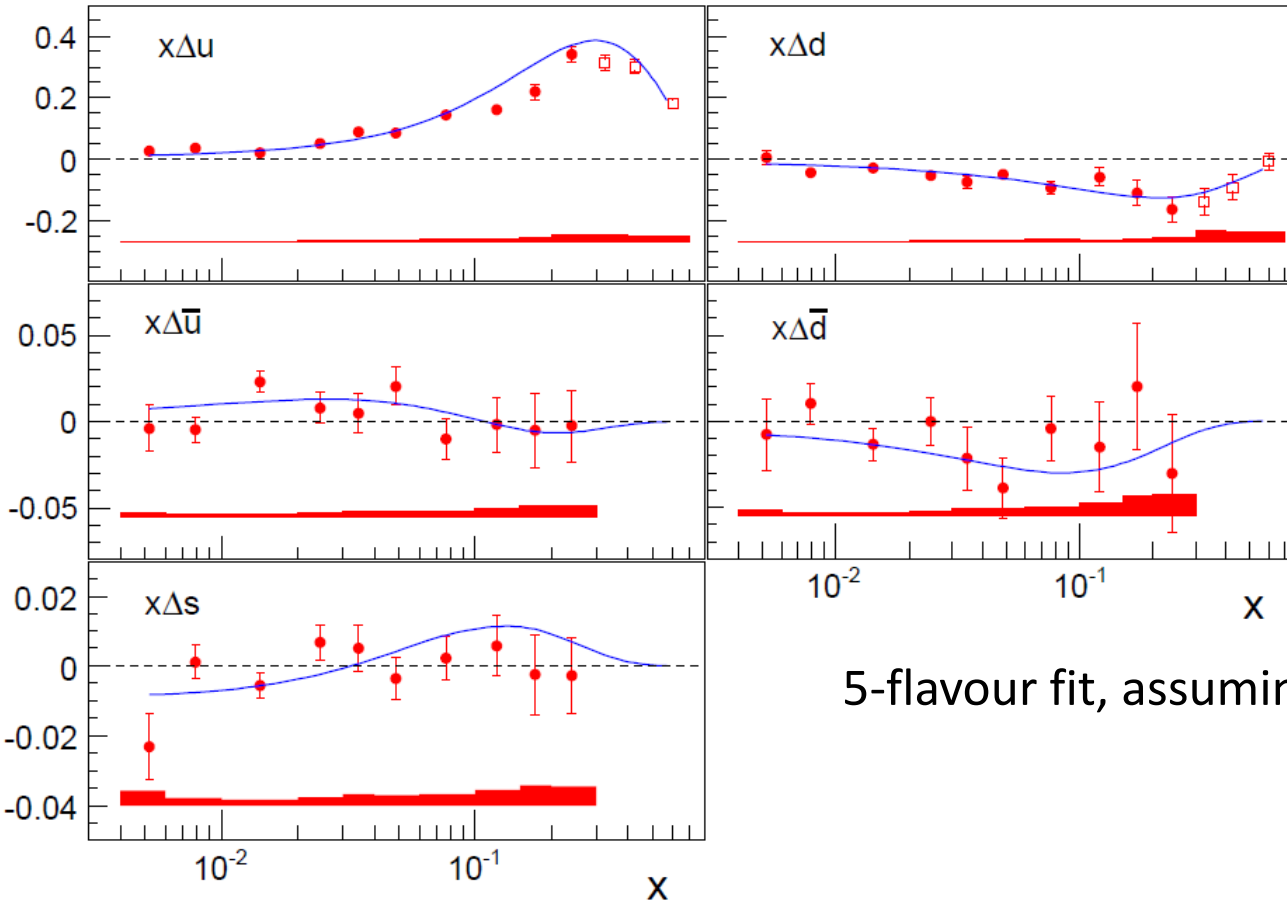 0.4
0.2
0
-0.2
xΔu
xΔd
0.05
0
-0.05
xΔu̅
xΔd̅
10⁻² 10⁻¹
x
0.02
0
-0.02
-0.04
xΔs
5-flavour fit, assumin
10⁻² 10⁻¹
x